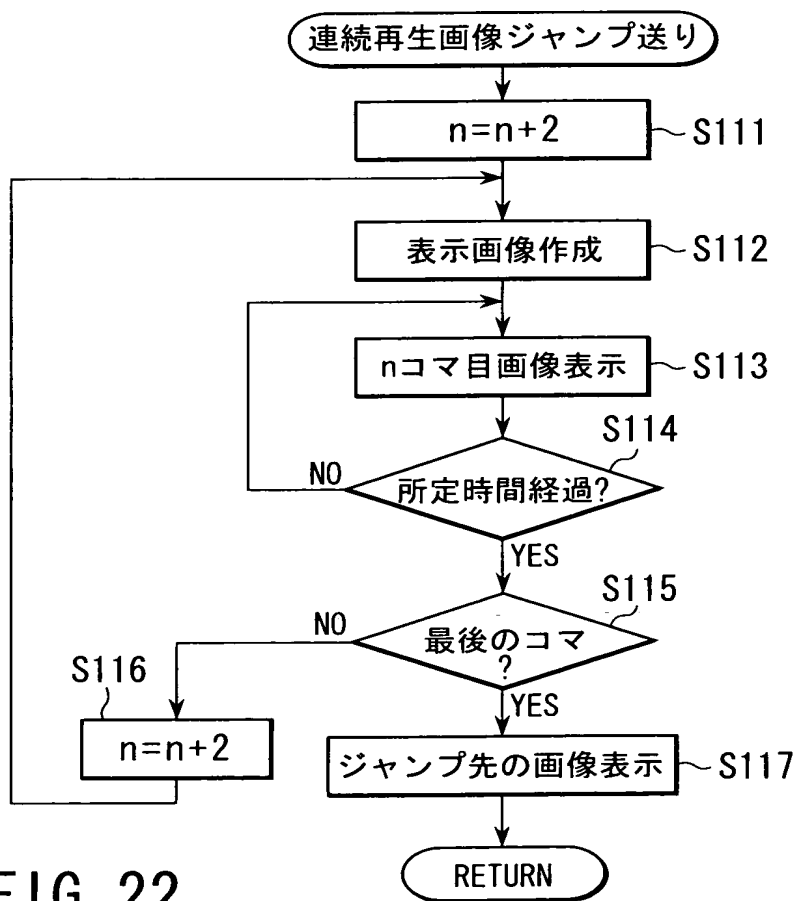 連続再生画像ジャンプ送り
n=n+2
S111
表示画像作成
S112
nコマ目画像表示
S113
S114
所定時間経過?
NO
YES
S115
最後のコマ
?
NO
YES
S116
n=n+2
ジャンプ先の画像表示
S117
RETURN
FIG. 22